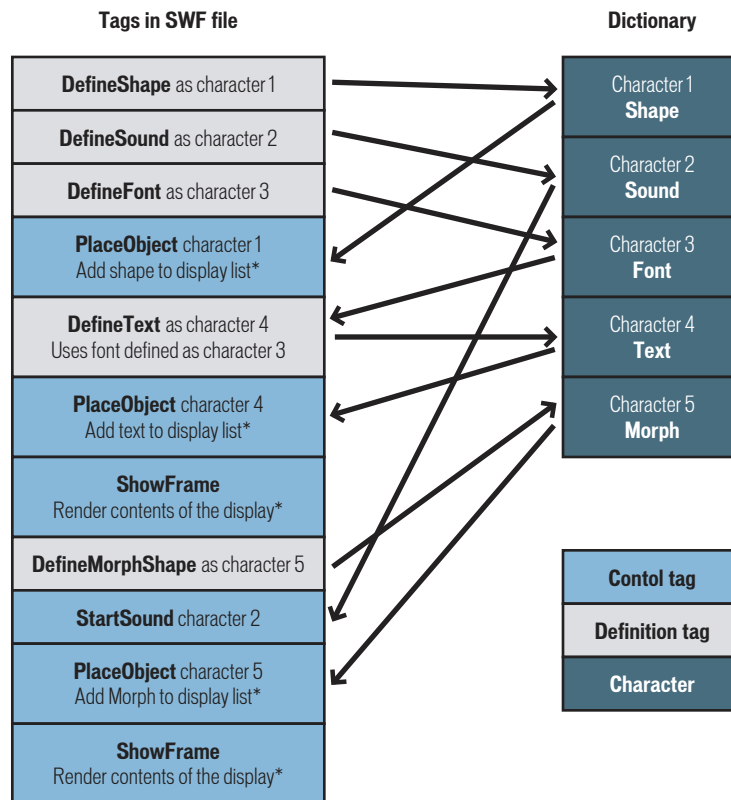 Tags in SWF file
DefineShape as character 1
DefineSound as character 2
DefineFont as character 3
PlaceObject character 1
Add shape to display list*
DefineText as character 4
Uses font defined as character 3
PlaceObject character 4
Add text to display list*
ShowFrame
Render contents of the display*
DefineMorphShape as character 5
StartSound character 2
PlaceObject character 5
Add Morph to display list*
ShowFrame
Render contents of the display*
Dictionary
Character 1
Shape
Character 2
Sound
Character 3
Font
Character 4
Text
Character 5
Morph
Contol tag
Definition tag
Character